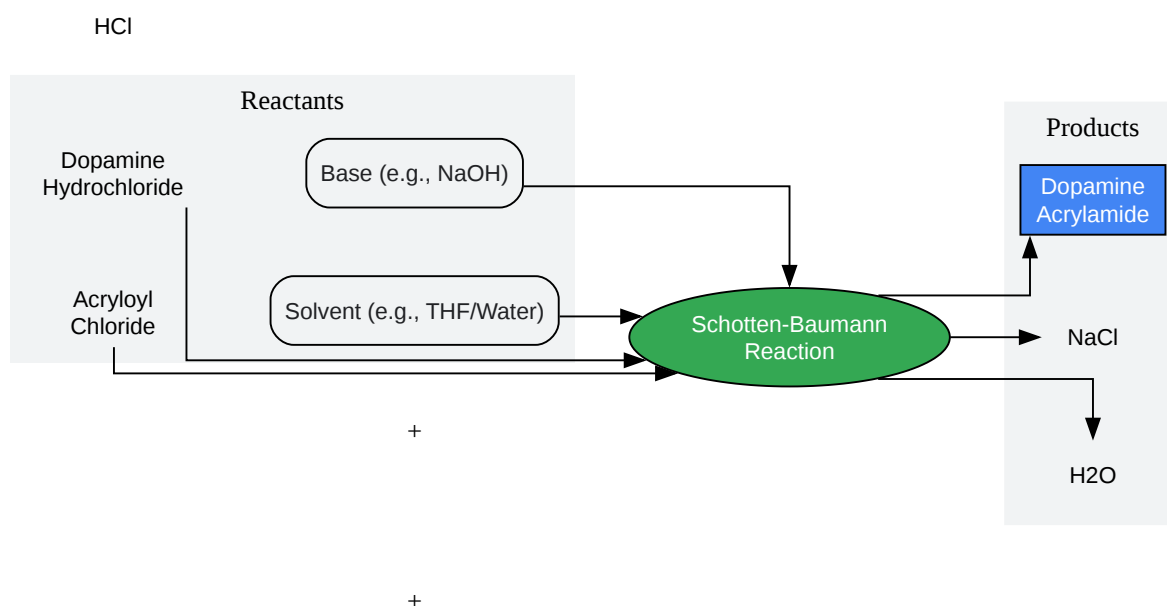 HCl
Reactants
Dopamine
Hydrochloride
Base (e.g., NaOH)
Acryloyl
Chloride
Solvent (e.g., THF/Water)
Schotten-Baumann
Reaction
Products
Dopamine
Acrylamide
NaCl
H2O
+
+